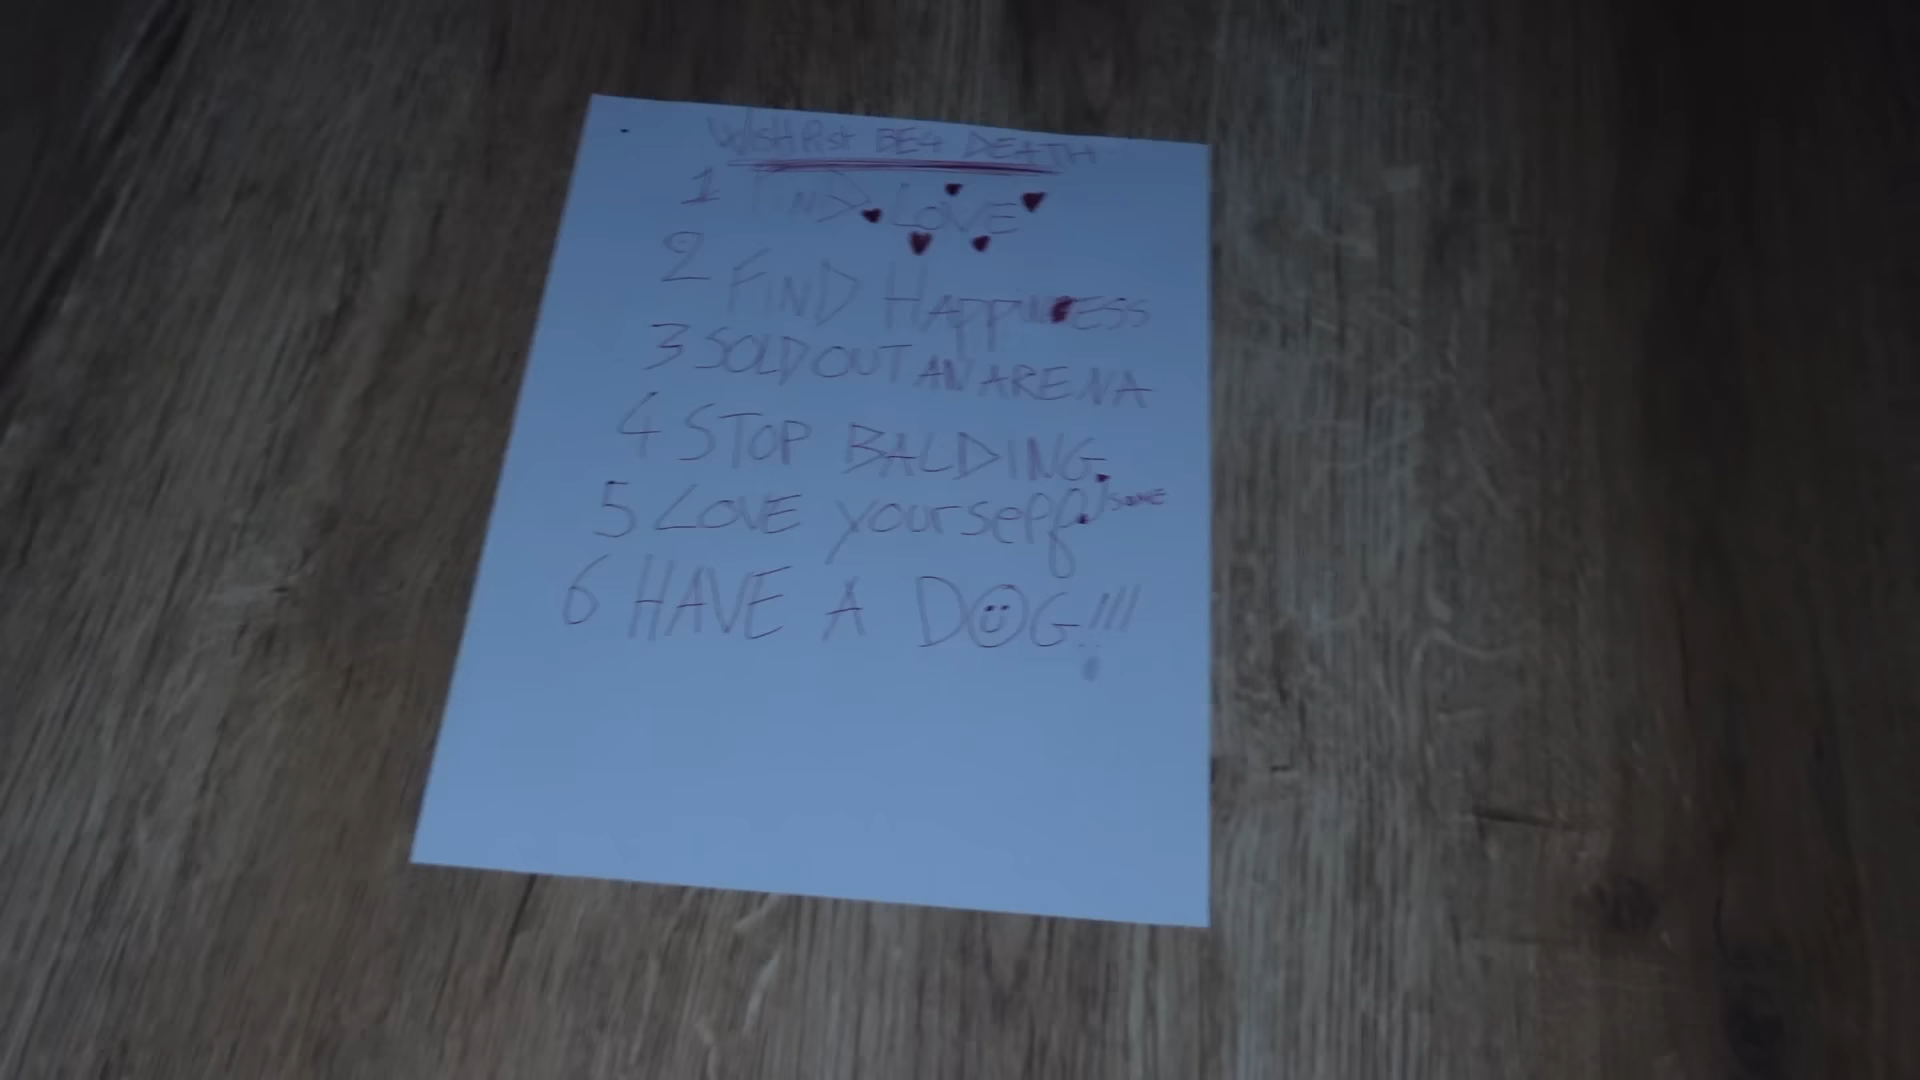 WishList BE4 DEATH
1 FIND LOVE
2 FIND HAPPINESS
3 SOLD OUT AN ARENA
4 STOP BALDING.
5 LOVE yourself
6 HAVE A DOG!!!